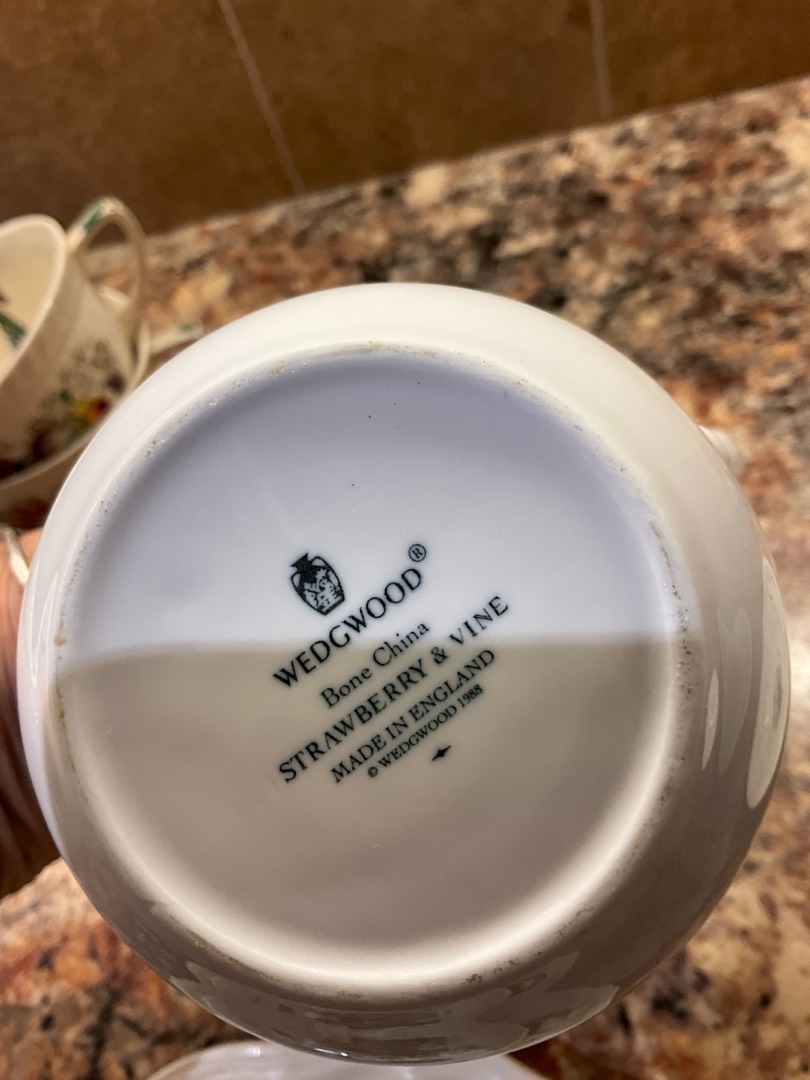 WEDGWOOD®
Bone China
STRAWBERRY & VINE
MADE IN ENGLAND
© WEDGWOOD 1988